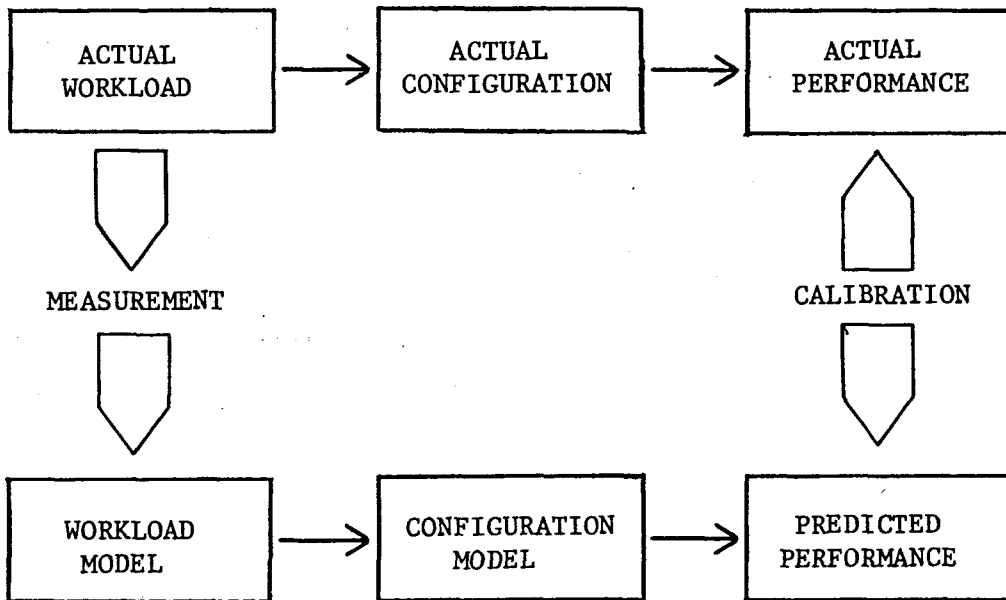 ACTUAL
WORKLOAD
ACTUAL
CONFIGURATION
ACTUAL
PERFORMANCE
MEASUREMENT
CALIBRATION
WORKLOAD
MODEL
CONFIGURATION
MODEL
PREDICTED
PERFORMANCE